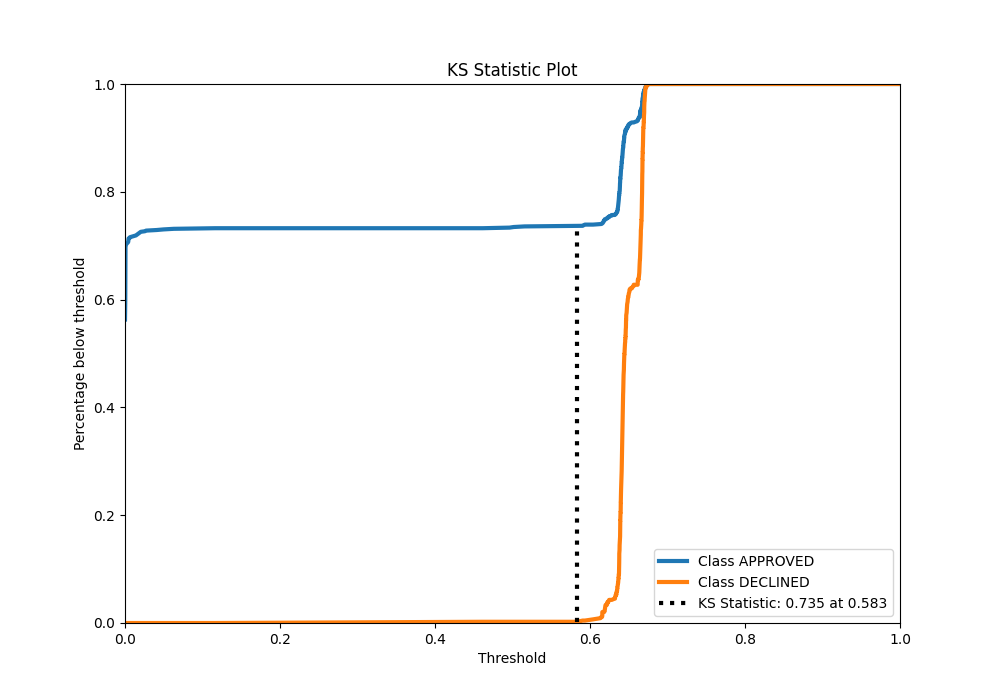 KS Statistic Plot
1.0
0.8
0.6
0.4
0.2
0.0
Percentage below threshold
0.0 0.2 0.4 0.6 0.8 1.0
Threshold
Class APPROVED
Class DECLINED
KS Statistic: 0.735 at 0.583